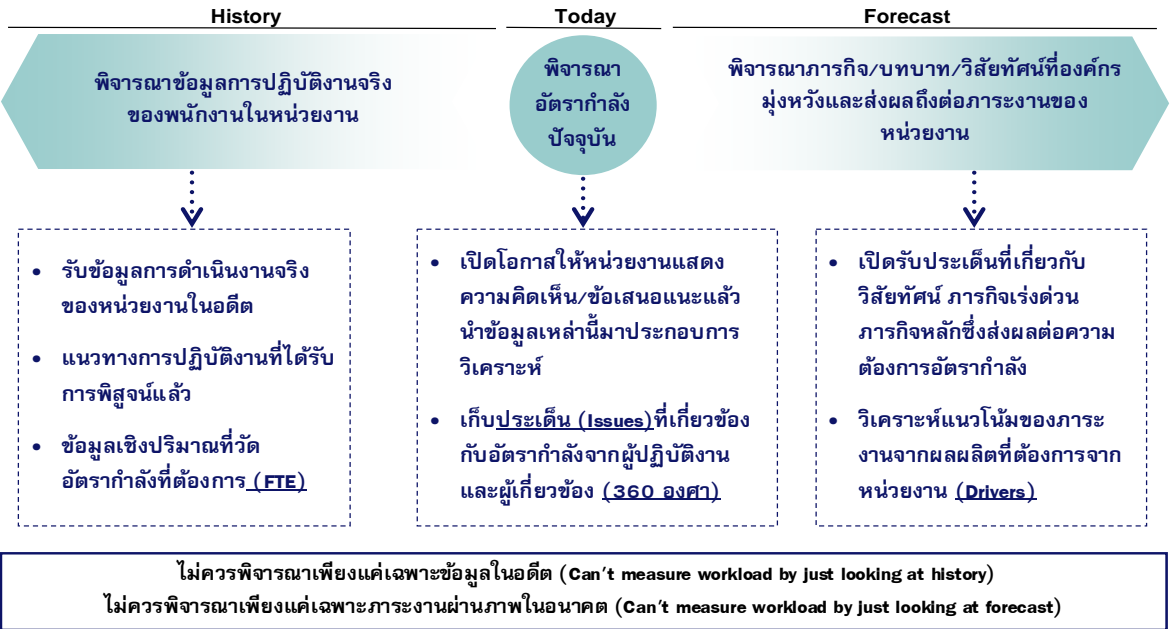 History
Today
Forecast
พิจารณาข้อมูลการปฏิบัติงานจริง
ของพนักงานในหน่วยงาน
พิจารณา
อัตรากำลัง
ปัจจุบัน
พิจารณาภารกิจ/บทบาท/วิสัยทัศน์ที่องค์กร
มุ่งหวังและส่งผลถึงต่อภาระงานของ
หน่วยงาน
• รับข้อมูลการดำเนินงานจริง
ของหน่วยงานในอดีต
• แนวทางการปฏิบัติงานที่ได้รับ
การพิสูจน์แล้ว
• ข้อมูลเชิงปริมาณที่วัด
อัตรากำลังที่ต้องการ (FTE)
• เปิดโอกาสให้หน่วยงานแสดง
ความคิดเห็น/ข้อเสนอแนะแล้ว
นำข้อมูลเหล่านี้มาประกอบการ
วิเคราะห์
• เก็บประเด็น (Issues)ที่เกี่ยวข้อง
กับอัตรากำลังจากผู้ปฏิบัติงาน
และผู้เกี่ยวข้อง (360 องศา)
• เปิดรับประเด็นที่เกี่ยวกับ
วิสัยทัศน์ ภารกิจเร่งด่วน
ภารกิจหลักซึ่งส่งผลต่อความ
ต้องการอัตรากำลัง
• วิเคราะห์แนวโน้มของภาระ
งานจากผลผลิตที่ต้องการจาก
หน่วยงาน (Drivers)
ไม่ควรพิจารณาเพียงแค่เฉพาะข้อมูลในอดีต (Can't measure workload by just looking at history)
ไม่ควรพิจารณาเพียงแค่เฉพาะภาระงานผ่านภาพในอนาคต (Can't measure workload by just looking at forecast)